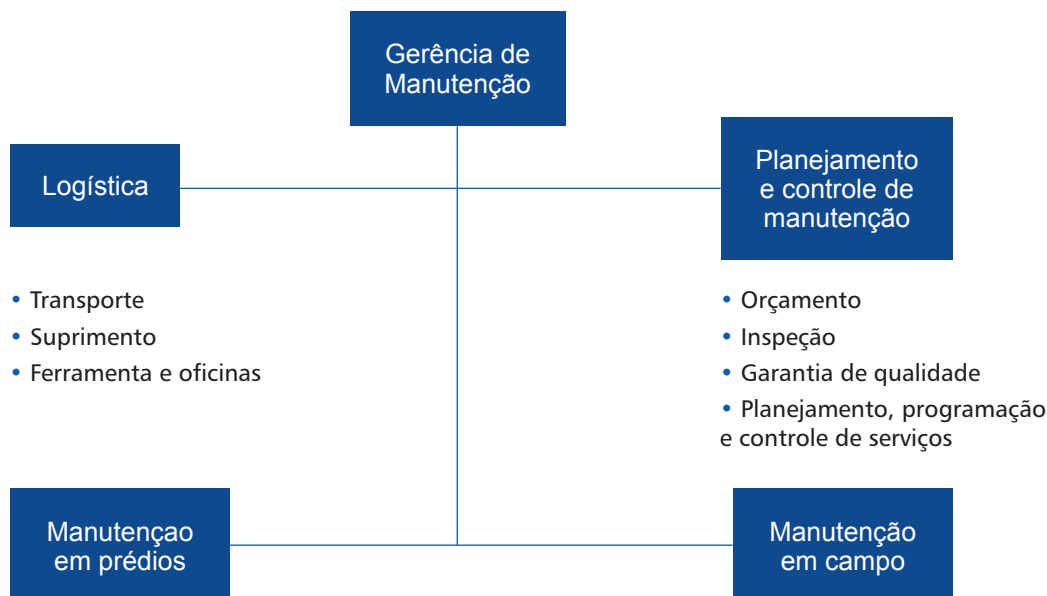 Gerência de
Manutenção
Logística
Planejamento
e controle de
manutenção
• Transporte
• Suprimento
• Ferramenta e oficinas
• Orçamento
• Inspeção
• Garantia de qualidade
• Planejamento, programação
e controle de serviços
Manutençao
em prédios
Manutenção
em campo